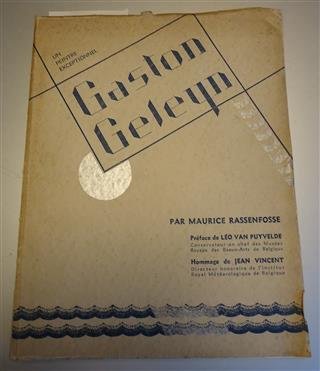 UN
PEINTRE
EXCEPTIONNEL
Gaston
Geleyn
PAR MAURICE RASSENFOSSE
Préface de LÉO VAN PUYVELDE
Conservateur en chef des Musées
Royaux des Beaux-Arts de Belgique
Hommage de JEAN VINCENT
Directeur honoraire de l'Institut
Royal Météorologique de Belgique